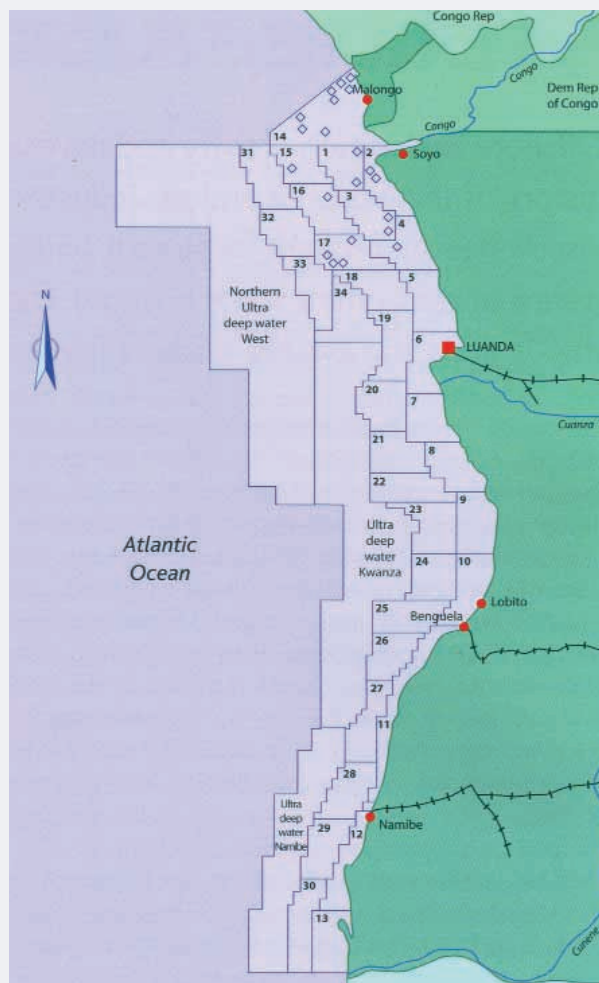 Congo Rep
Congo
Dem Rep
of Congo
Malongo
Congo
14
31
15
1
2
Soyo
16
3
32
4
17
33
18
5
Northern
Ultra
deep water
West
34
N
19
6
LUANDA
20
7
Cuanza
21
8
22
9
23
Atlantic
Ocean
Ultra
deep
water
Kwanza
24
10
25
Lobito
Benguela
26
27
11
28
Ultra
deep
water
Namibe
29
12
Namibe
30
13
Cunene